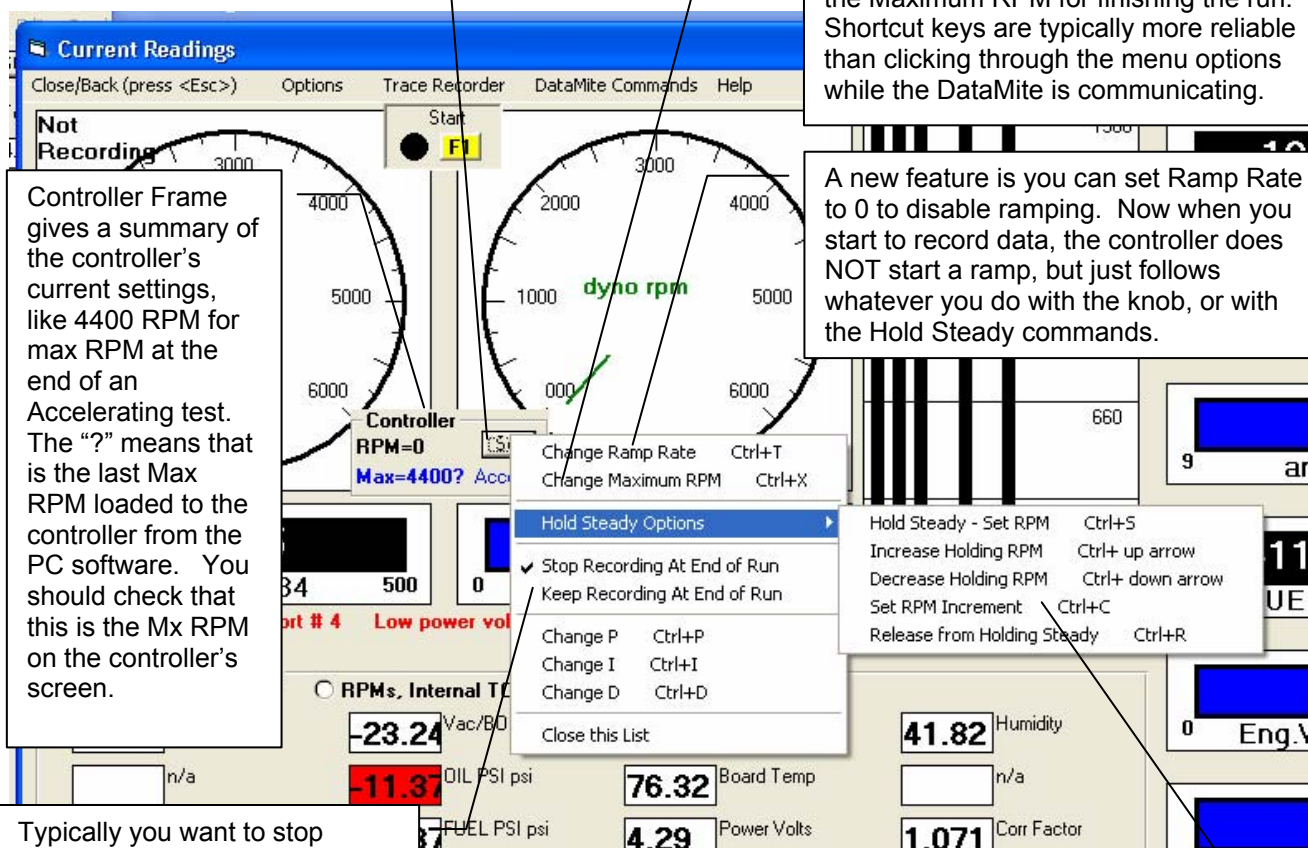 the Maximum RPM for finishing the run.
Shortcut keys are typically more reliable
than clicking through the menu options
while the DataMite is communicating.
Current Readings
Close/Back (press <Esc>) Options Trace Recorder DataMite Commands Help
Not
Recording
Start
F1
3000
4000
5000
6000
3000
2000
4000
1000
dyno rpm
5000
000
6000
Controller Frame
gives a summary of
the controller's
current settings,
like 4400 RPM for
max RPM at the
end of an
Accelerating test.
The "?" means that
is the last Max
RPM loaded to the
controller from the
PC software. You
should check that
this is the Mx RPM
on the controller's
screen.
A new feature is you can set Ramp Rate
to 0 to disable ramping. Now when you
start to record data, the controller does
NOT start a ramp, but just follows
whatever you do with the knob, or with
the Hold Steady commands.
660
Controller
RPM=0
Max=4400? Acc
Change Ramp Rate Ctrl+T
Change Maximum RPM Ctrl+X
Hold Steady Options
Stop Recording At End of Run
Keep Recording At End of Run
Change P Ctrl+P
Change I Ctrl+I
Change D Ctrl+D
Close this List
Hold Steady - Set RPM Ctrl+S
Increase Holding RPM Ctrl+ up arrow
Decrease Holding RPM Ctrl+ down arrow
Set RPM Increment Ctrl+C
Release from Holding Steady Ctrl+R
9
ar
11
UE
0
Eng.V
34 500
0
ort # 4 Low power vol
RPMs, Internal TC
-23.24 Vac/BO
41.82 Humidity
n/a
-11.37 OIL PSI psi
76.32 Board Temp
n/a
37 FUEL PSI psi
4.29 Power Volts
1.071 Corr Factor
Typically you want to stop